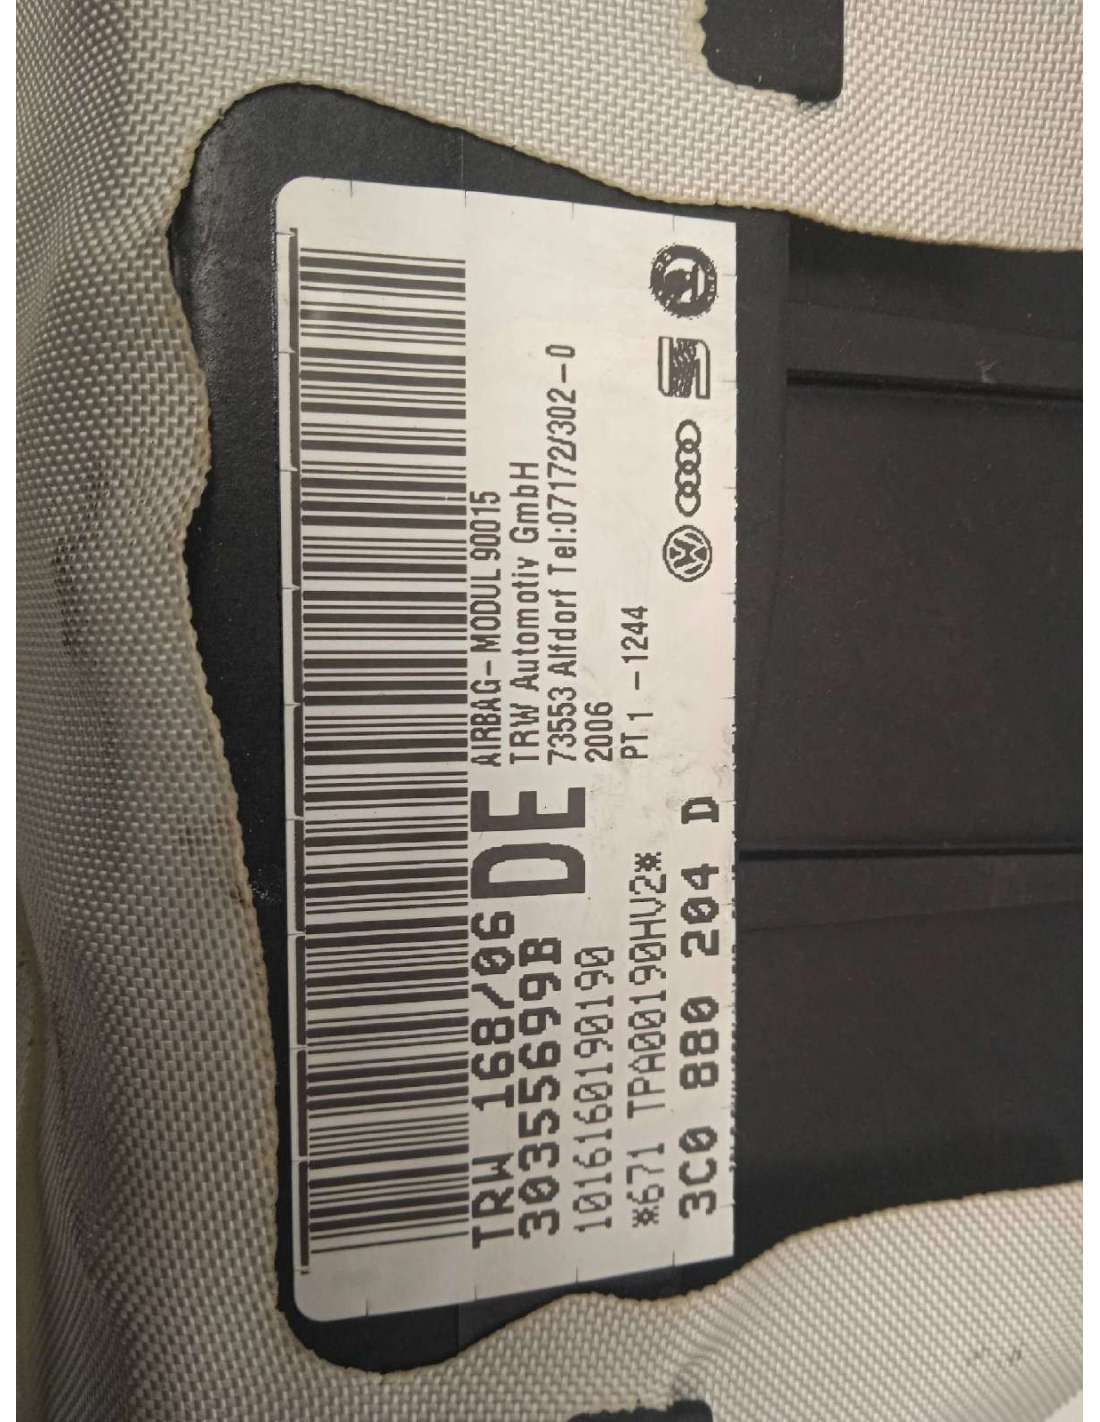 TRW 168/06
30355699B
DE
AIRBAG-MODUL 90015
TRW Automotiv GmbH
73553 Alfdorf Tel:07172/302-0
2006
PT 1 - 1244
10161601901 90
*671 TPA00190HV2*
3C0 880 204 D